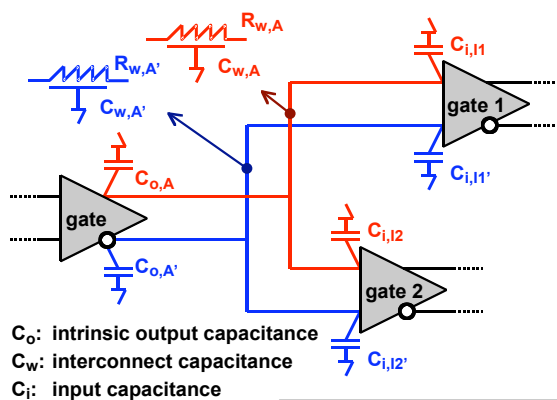 R_w,A
C_w,A
R_w,A'
C_w,A'
C_i,I1
gate 1
C_i,I1'
C_o,A
gate
C_o,A'
C_i,I2
gate 2
C_i,I2'
C_o: intrinsic output capacitance
C_w: interconnect capacitance
C_i: input capacitance